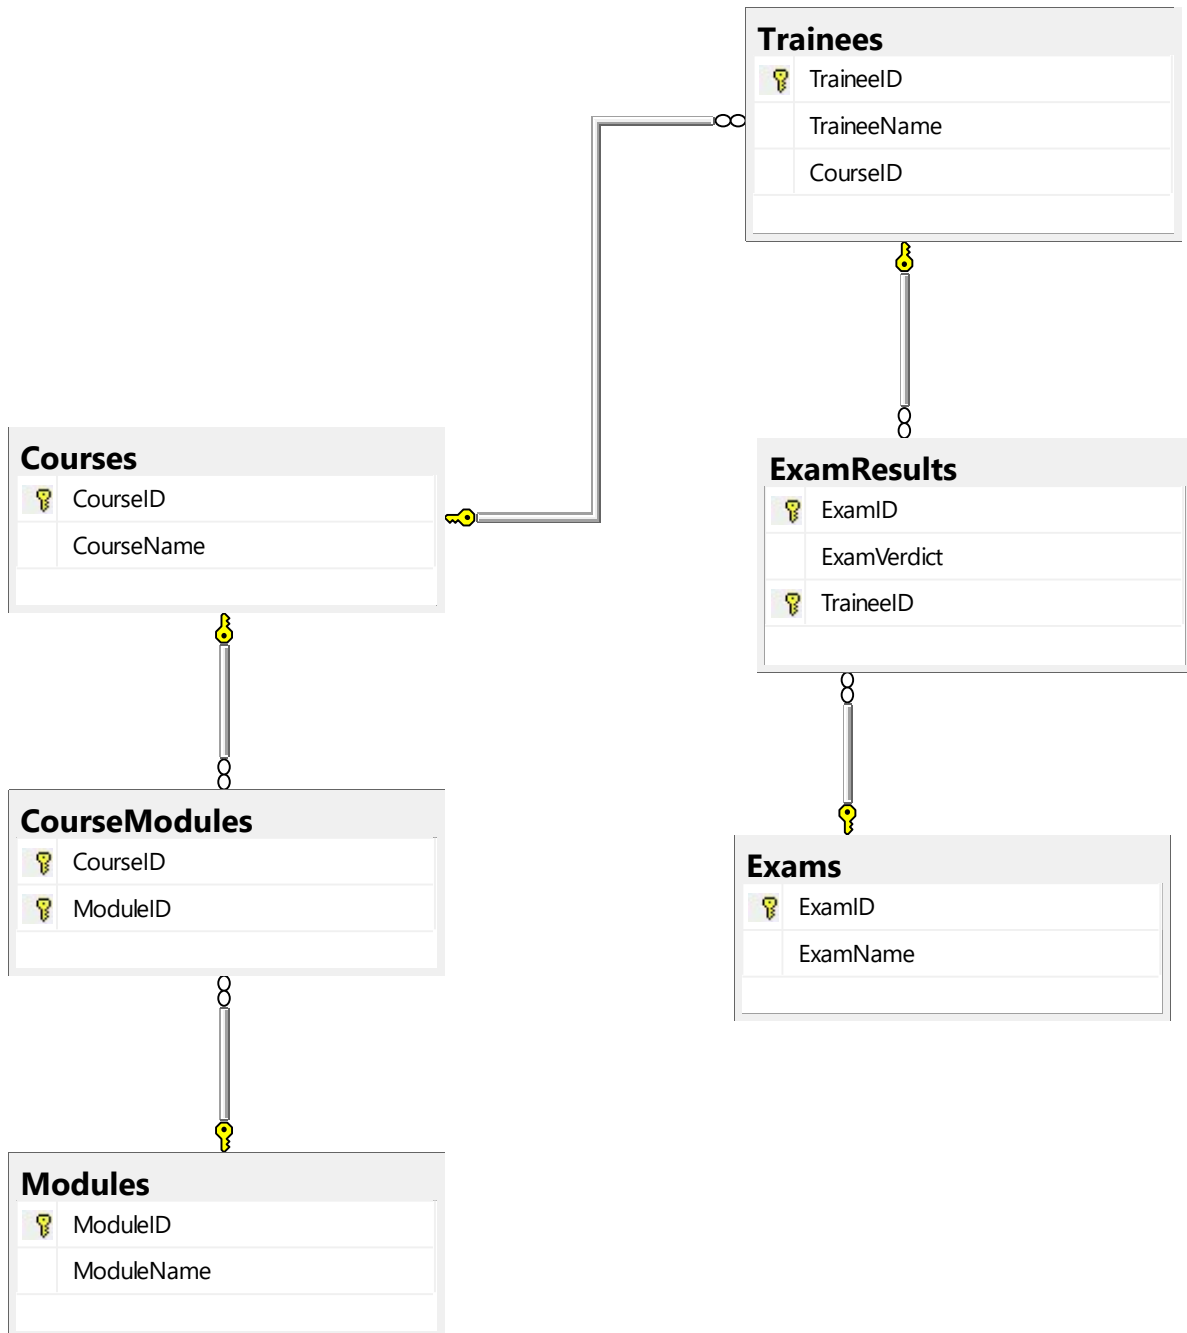 Trainees
TraineeID
TraineeName
CourseID
Courses
CourseID
CourseName
ExamResults
ExamID
ExamVerdict
TraineeID
CourseModules
CourseID
ModuleID
Exams
ExamID
ExamName
Modules
ModuleID
ModuleName